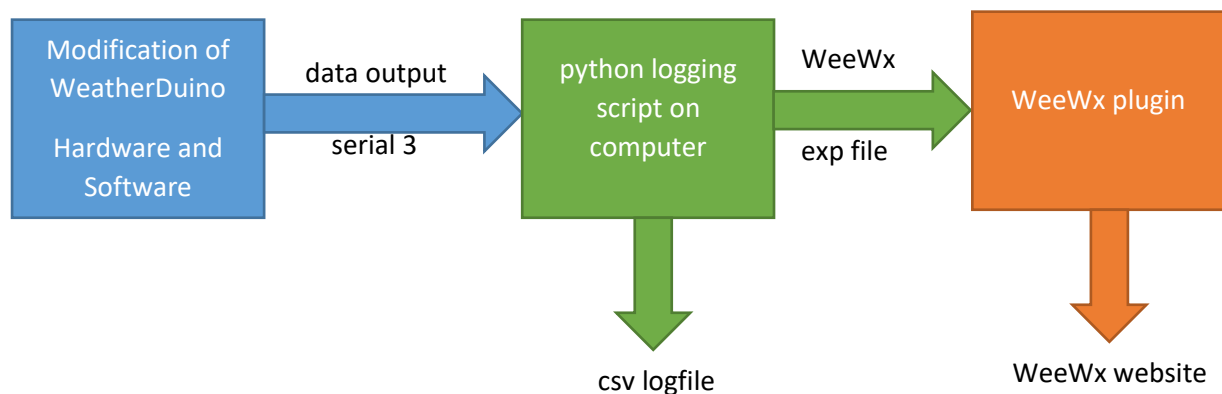 Modification of
WeatherDuino
Hardware and
Software
data output
serial 3
python logging
script on
computer
WeeWx
exp file
WeeWx plugin
csv logfile
WeeWx website